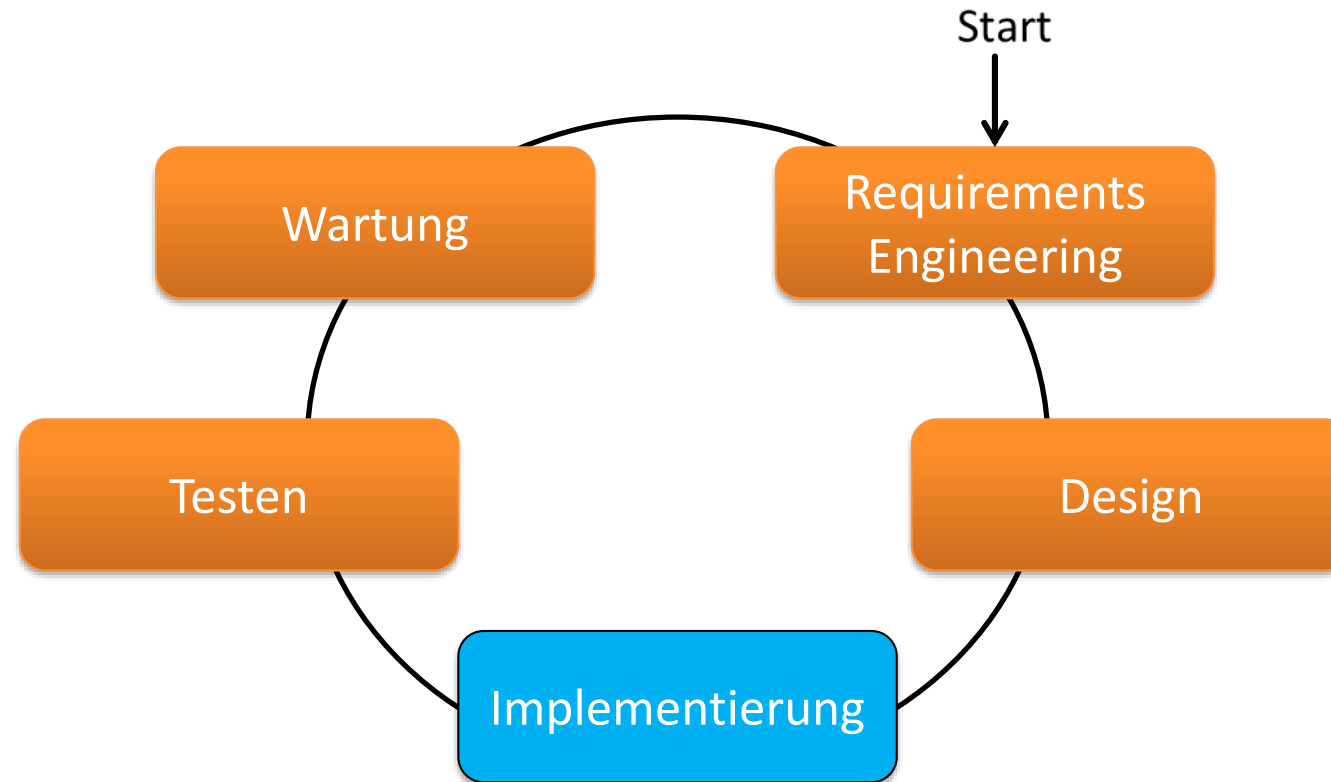 Start
Wartung
Requirements
Engineering
Testen
Design
Implementierung